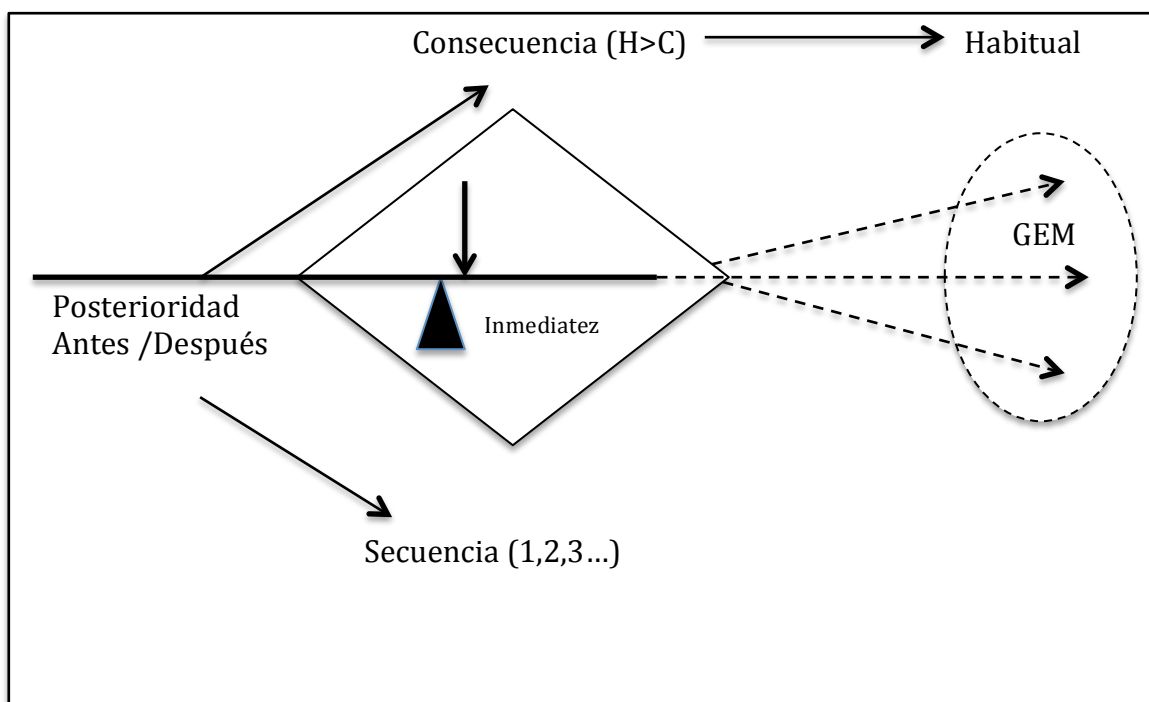 Consecuencia (H>C)
Habitual
GEM
Posterioridad
Antes /Después
Inmediatez
Secuencia (1,2,3…)